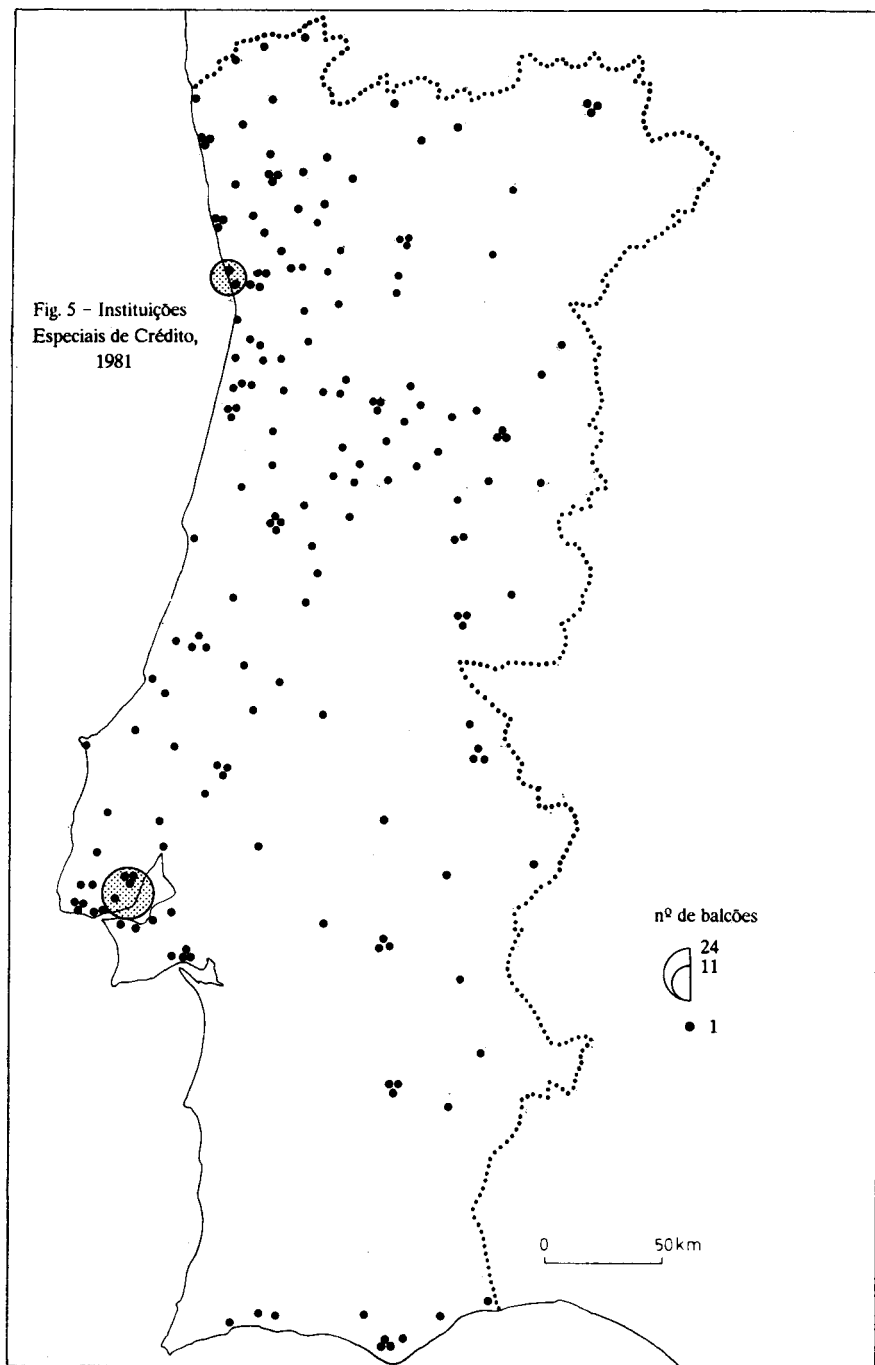 Fig. 5 – Instituições
Especiais de Crédito,
1981
nº de balcões
24
11
1
0 50km